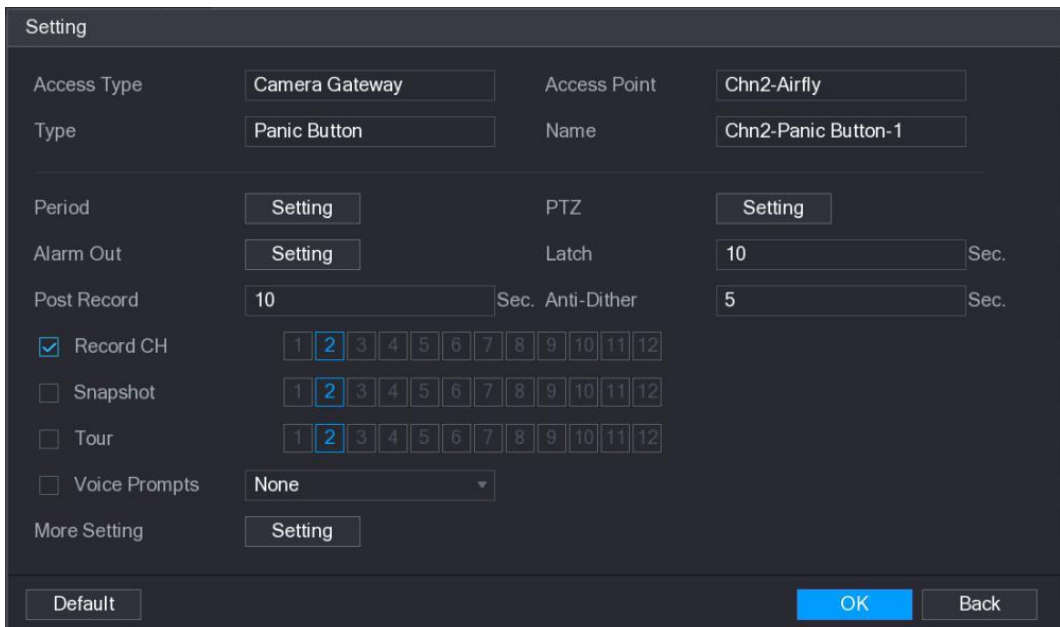 Setting
Access Type Camera Gateway Access Point Chn2-Airfly
Type Panic Button Name Chn2-Panic Button-1
Period Setting PTZ Setting
Alarm Out Setting Latch 10 Sec.
Post Record 10 Sec. Anti-Dither 5 Sec.
Record CH 1 2 3 4 5 6 7 8 9 10 11 12
Snapshot 1 2 3 4 5 6 7 8 9 10 11 12
Tour 1 2 3 4 5 6 7 8 9 10 11 12
Voice Prompts None
More Setting Setting
Default OK Back